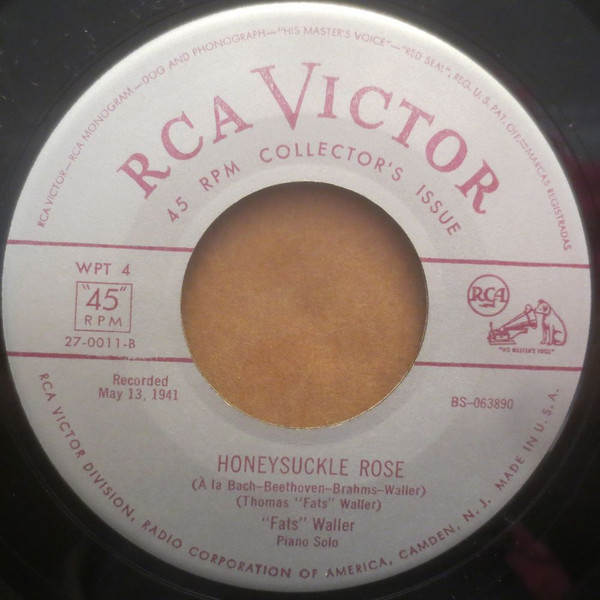 RCA VICTOR—RCA MONOGRAM—DOG AND PHONOGRAPH—"HIS MASTER'S VOICE"—"RED SEAL", REG. U. S. PAT. OFF.—MARCAS REGISTRADAS
RCA VICTOR
45 RPM COLLECTOR'S ISSUE
WPT 4
"45"
RPM
27-0011-B
RCA
"HIS MASTER'S VOICE"
Recorded
May 13, 1941
BS-063890
HONEYSUCKLE ROSE
(À la Bach—Beethoven—Brahms—Waller)
(Thomas "Fats" Waller)
"Fats" Waller
Piano Solo
RCA VICTOR DIVISION, RADIO CORPORATION OF AMERICA, CAMDEN, N. J. MADE IN U. S. A.